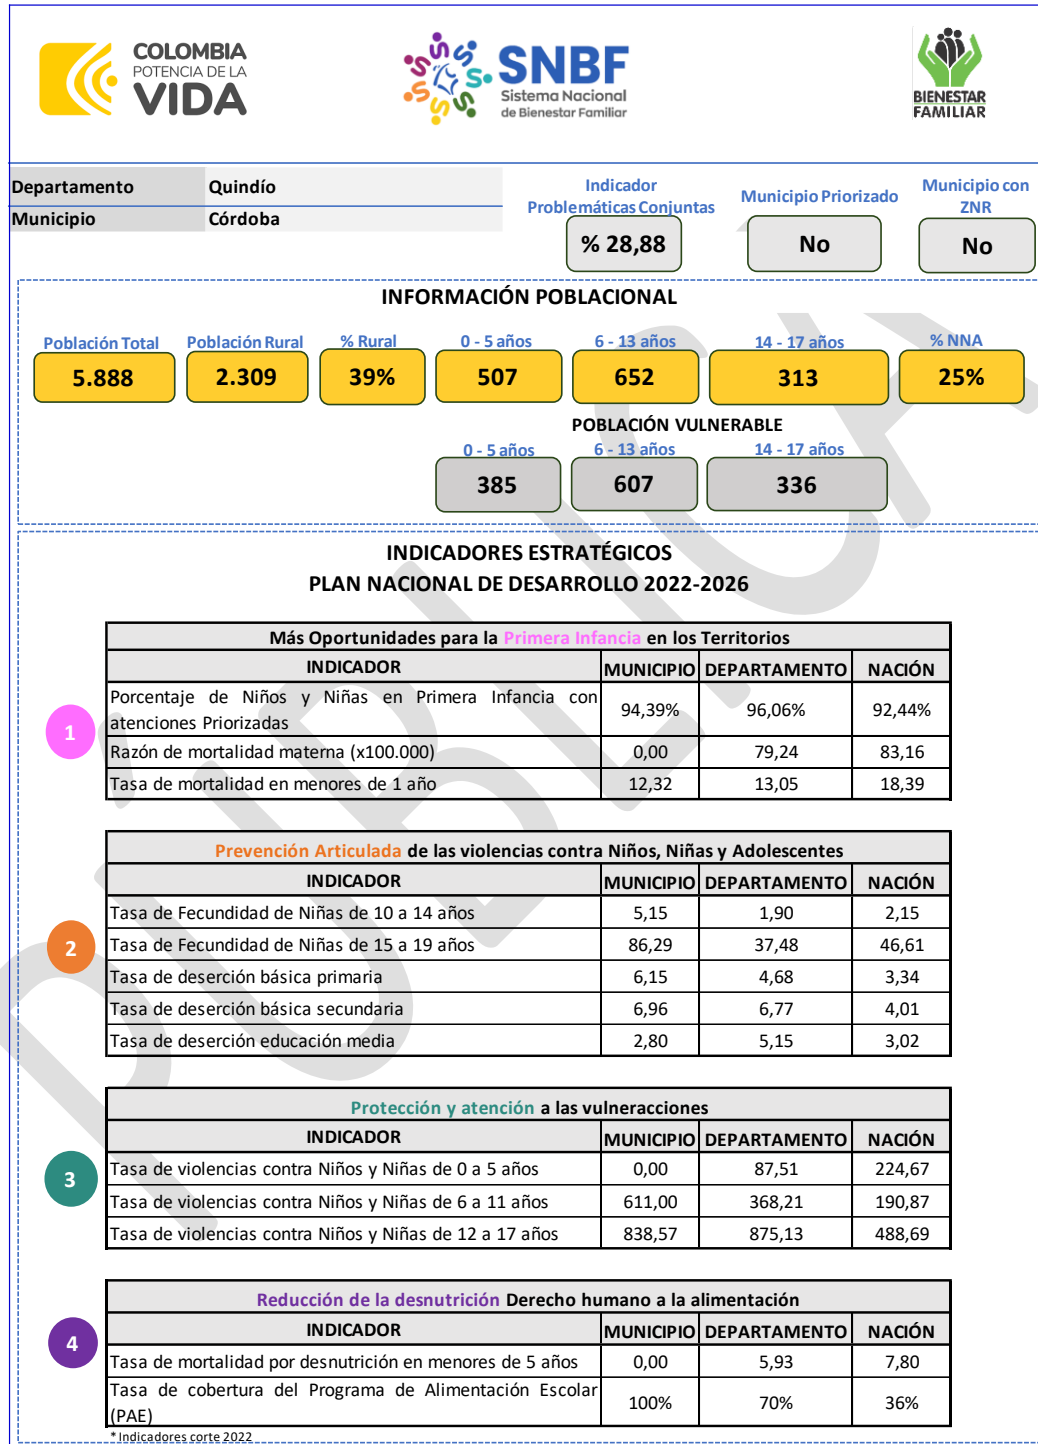 COLOMBIA
POTENCIA DE LA
VIDA
SNBF
Sistema Nacional
de Bienestar Familiar
BIENESTAR
FAMILIAR
Departamento Quindío
Municipio Córdoba
Indicador
Problemáticas Conjuntas
Municipio Priorizado
Municipio con
ZNR
% 28,88 No No
INFORMACIÓN POBLACIONAL
Población Total Población Rural % Rural 0 - 5 años 6 - 13 años 14 - 17 años % NNA
5.888 2.309 39% 507 652 313 25%
POBLACIÓN VULNERABLE
0 - 5 años 6 - 13 años 14 - 17 años
385 607 336
INDICADORES ESTRATÉGICOS
PLAN NACIONAL DE DESARROLLO 2022-2026
Más Oportunidades para la Primera Infancia en los Territorios
INDICADOR MUNICIPIO DEPARTAMENTO NACIÓN
1
Porcentaje de Niños y Niñas en Primera Infancia con
atenciones Priorizadas 94,39% 96,06% 92,44%
Razón de mortalidad materna (x100.000) 0,00 79,24 83,16
Tasa de mortalidad en menores de 1 año 12,32 13,05 18,39
Prevención Articulada de las violencias contra Niños, Niñas y Adolescentes
INDICADOR MUNICIPIO DEPARTAMENTO NACIÓN
2
Tasa de Fecundidad de Niñas de 10 a 14 años 5,15 1,90 2,15
Tasa de Fecundidad de Niñas de 15 a 19 años 86,29 37,48 46,61
Tasa de deserción básica primaria 6,15 4,68 3,34
Tasa de deserción básica secundaria 6,96 6,77 4,01
Tasa de deserción educación media 2,80 5,15 3,02
Protección y atención a las vulneracciones
INDICADOR MUNICIPIO DEPARTAMENTO NACIÓN
3
Tasa de violencias contra Niños y Niñas de 0 a 5 años 0,00 87,51 224,67
Tasa de violencias contra Niños y Niñas de 6 a 11 años 611,00 368,21 190,87
Tasa de violencias contra Niños y Niñas de 12 a 17 años 838,57 875,13 488,69
Reducción de la desnutrición Derecho humano a la alimentación
INDICADOR MUNICIPIO DEPARTAMENTO NACIÓN
4
Tasa de mortalidad por desnutrición en menores de 5 años 0,00 5,93 7,80
Tasa de cobertura del Programa de Alimentación Escolar
(PAE) 100% 70% 36%
* Indicadores corte 2022
PÚBLICA